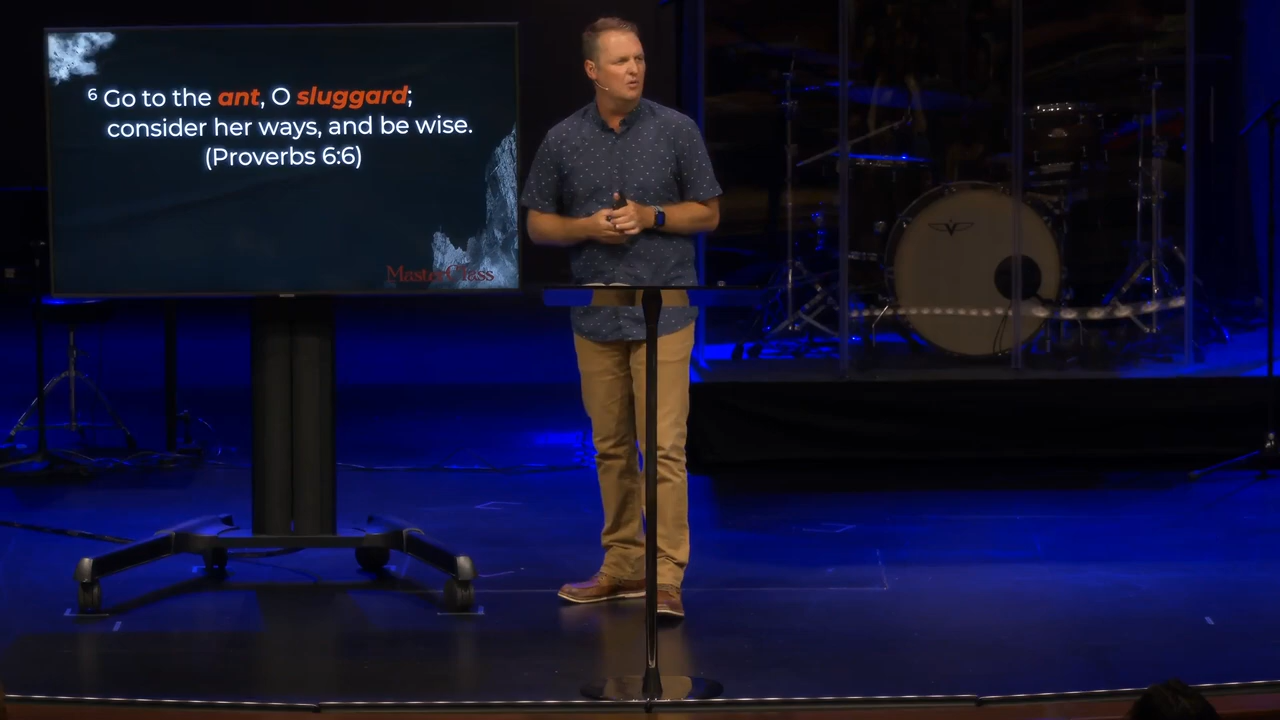 ⁶ Go to the ant, O sluggard;
consider her ways, and be wise.
(Proverbs 6:6)
MasterClass